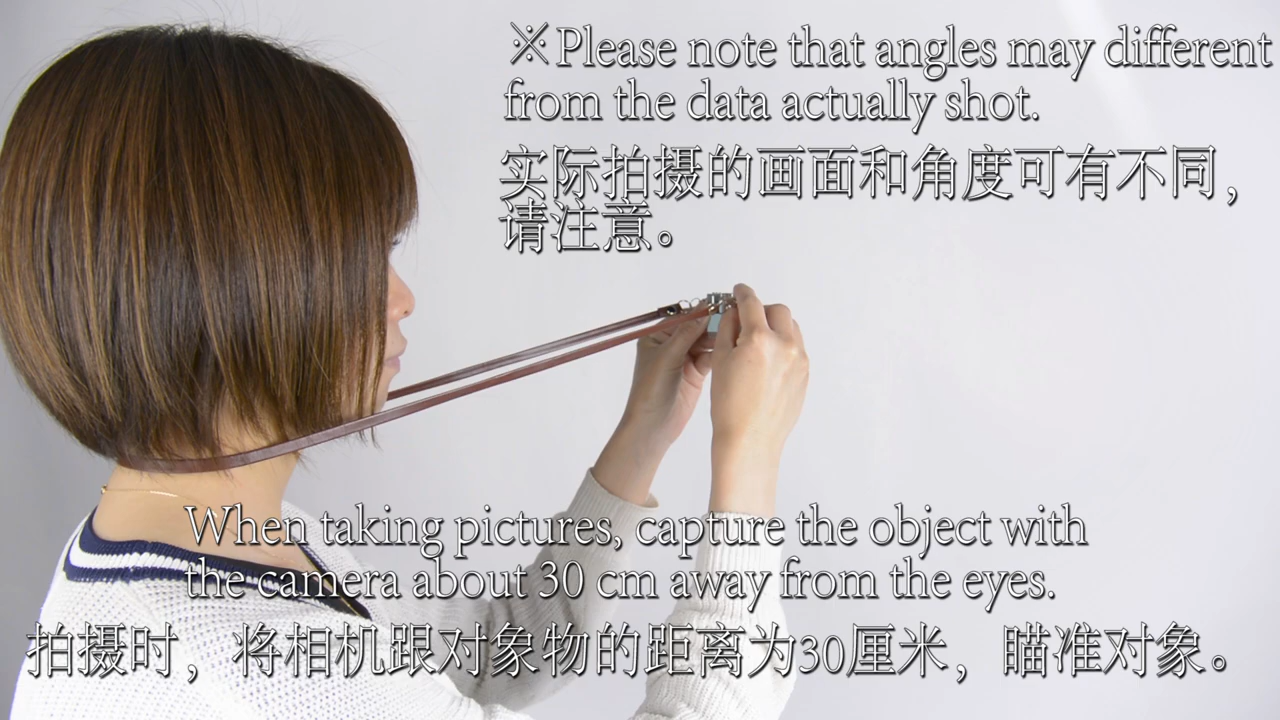 ※Please note that angles may different
from the data actually shot.
实际拍摄的画面和角度可有不同，
请注意。
When taking pictures, capture the object with
the camera about 30 cm away from the eyes.
拍摄时，将相机跟对象物的距离为30厘米，瞄准对象。